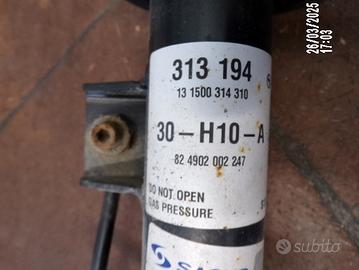 26/03/2025
17:03
313 194
13 1500 314 310
30-H10-A
82 4902 002 247
DO NOT OPEN
GAS PRESSURE
subito